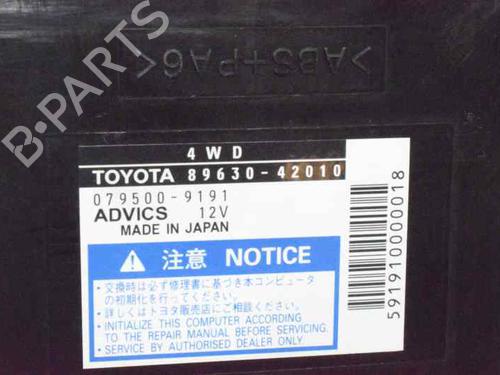 >ABS+PA6<
B-PARTS
4WD
TOYOTA 89630-42010
079500-9191
ADVICS 12V
MADE IN JAPAN
注意 NOTICE
・交換時は必ず修理書に基づき本コンピュータ
の初期化を行ってください。
・詳しくはトヨタ販売店にご相談ください。
・INITIALIZE THIS COMPUTER ACCORDING
TO THE REPAIR MANUAL BEFORE SERVICING.
・SERVICE BY AUTHORISED DEALER ONLY.
591910000018